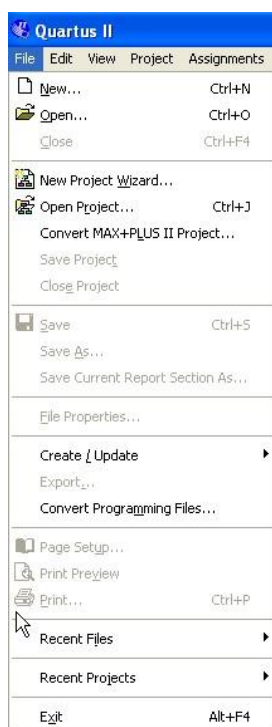 Quartus II
File Edit View Project Assignments
New... Ctrl+N
Open... Ctrl+O
Close Ctrl+F4
New Project Wizard...
Open Project... Ctrl+J
Convert MAX+PLUS II Project...
Save Project
Close Project
Save Ctrl+S
Save As...
Save Current Report Section As...
File Properties...
Create / Update
Export...
Convert Programming Files...
Page Setup...
Print Preview
Print... Ctrl+P
Recent Files
Recent Projects
Exit Alt+F4